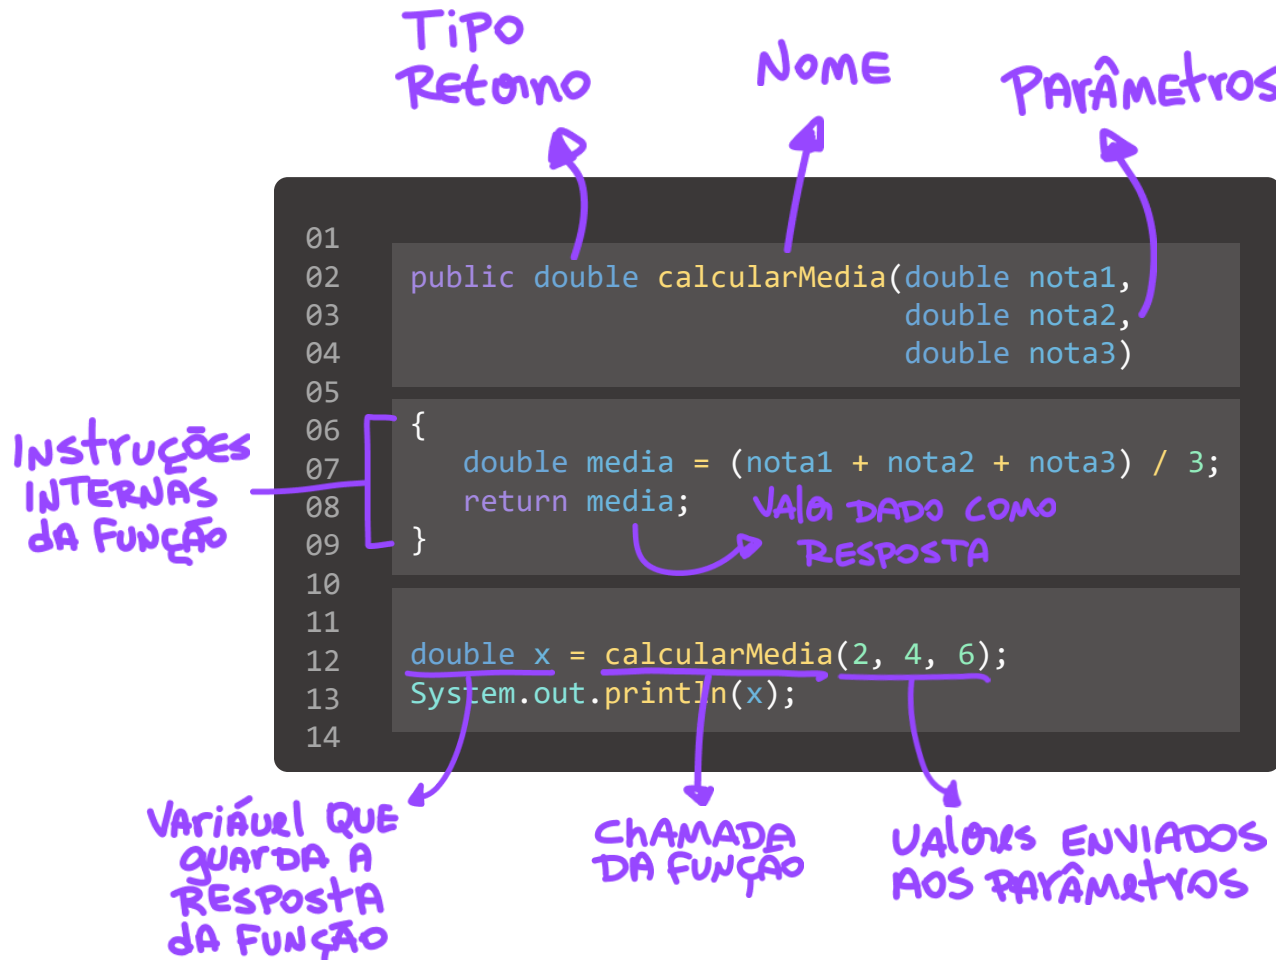 TiPO
Retorno
NOME
PARÂMEtros
01
02 public double calcularMedia(double nota1,
03 double nota2,
04 double nota3)
05
06 {
07 double media = (nota1 + nota2 + nota3) / 3;
08 return media;
09 }
10
11
12 double x = calcularMedia(2, 4, 6);
13 System.out.println(x);
14
INStruções
INTERNAS
dA FUNÇÃO
VAlor DADO COMO
RESPOSTA
VAriÁvel QUE
guARDA A
RESPOStA
dA FUNÇÃO
ChAMADA
DA FUNÇÃO
VAlores ENVIADOS
AOS PARÂMetrOS